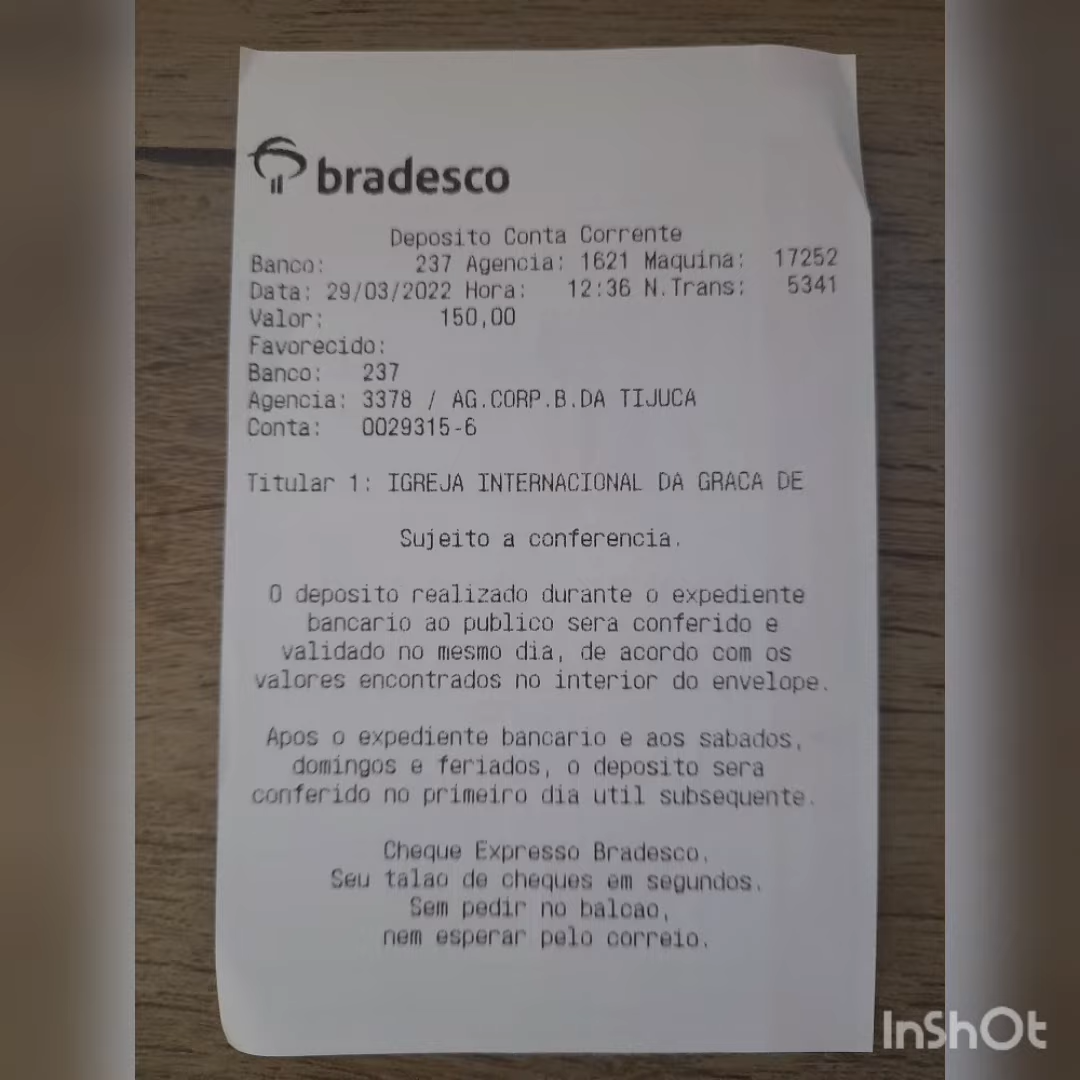 bradesco
Deposito Conta Corrente
Banco: 237 Agencia: 1621 Maquina: 17252
Data: 29/03/2022 Hora: 12:36 N.Trans: 5341
Valor: 150,00
Favorecido:
Banco: 237
Agencia: 3378 / AG.CORP.B.DA TIJUCA
Conta: 0029315-6
Titular 1: IGREJA INTERNACIONAL DA GRACA DE
Sujeito a conferencia.
O deposito realizado durante o expediente
bancario ao publico sera conferido e
validado no mesmo dia, de acordo com os
valores encontrados no interior do envelope.
Apos o expediente bancario e aos sabados,
domingos e feriados, o deposito sera
conferido no primeiro dia util subsequente.
Cheque Expresso Bradesco.
Seu talao de cheques em segundos.
Sem pedir no balcao,
nem esperar pelo correio.
InShOt